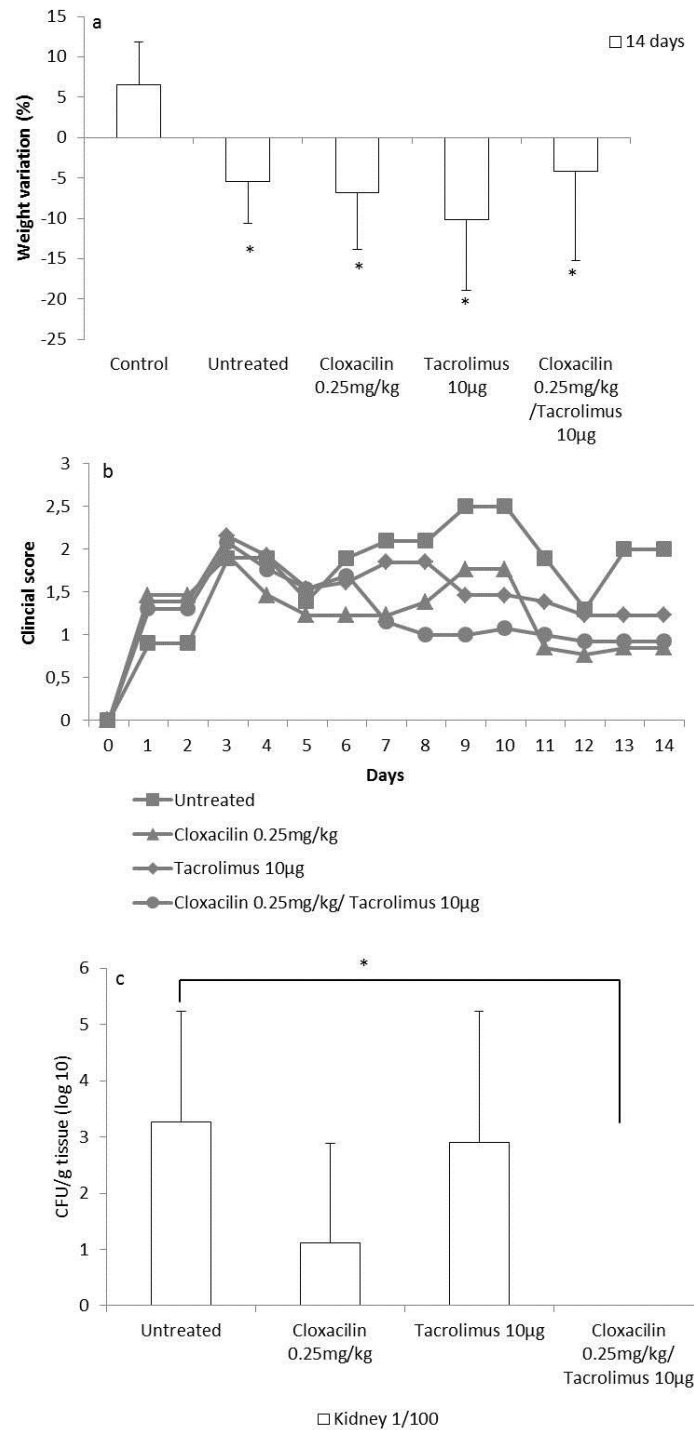 a
14 days
15
10
5
0
-5
-10
-15
-20
-25
Weight variation (%)
*
*
*
*
Control
Untreated
Cloxacilin
0.25mg/kg
Tacrolimus
10µg
Cloxacilin
0.25mg/kg
/Tacrolimus
10µg
b
3
2,5
2
1,5
1
0,5
0
Clincial score
0 1 2 3 4 5 6 7 8 9 10 11 12 13 14
Days
Untreated
Cloxacilin 0.25mg/kg
Tacrolimus 10µg
Cloxacilin 0.25mg/kg/ Tacrolimus 10µg
c
*
6
5
4
3
2
1
0
CFU/g tissue (log 10)
Untreated
Cloxacilin
0.25mg/kg
Tacrolimus 10µg
Cloxacilin
0.25mg/kg/
Tacrolimus 10µg
Kidney 1/100